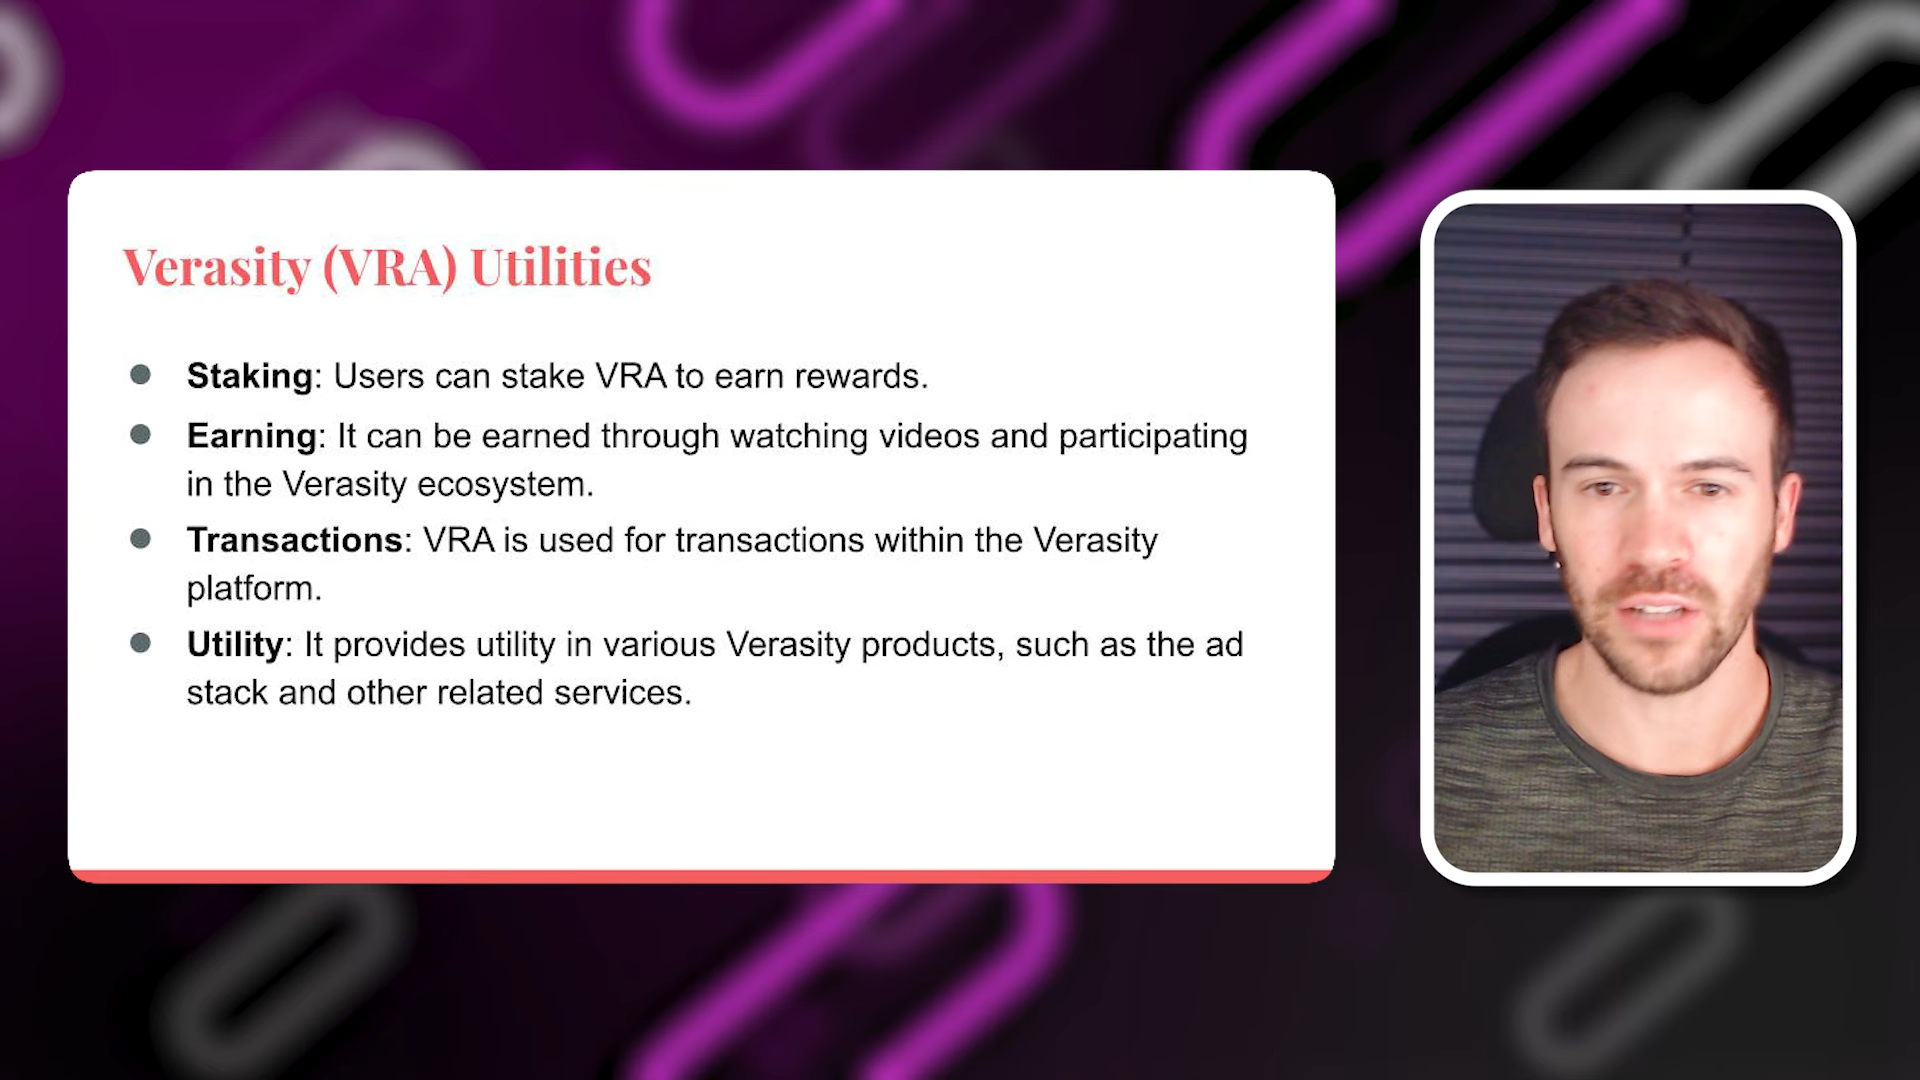 Verasity (VRA) Utilities
Staking: Users can stake VRA to earn rewards.
Earning: It can be earned through watching videos and participating
in the Verasity ecosystem.
Transactions: VRA is used for transactions within the Verasity
platform.
Utility: It provides utility in various Verasity products, such as the ad
stack and other related services.